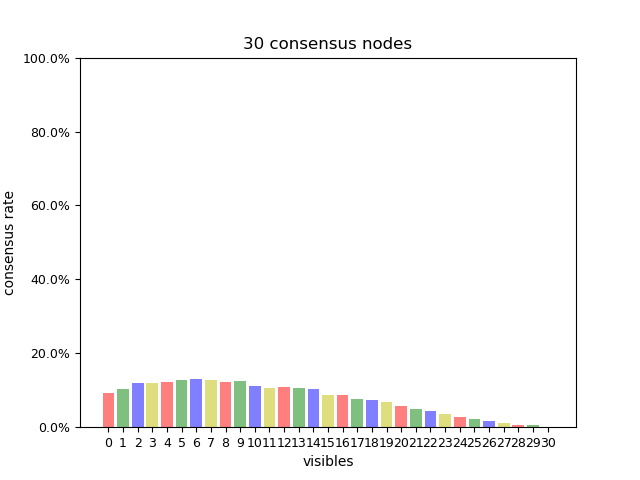 30 consensus nodes
100.0%
80.0%
60.0%
40.0%
20.0%
0.0%
consensus rate
0 1 2 3 4 5 6 7 8 9 10 11 12 13 14 15 16 17 18 19 20 21 22 23 24 25 26 27 28 29 30
visibles